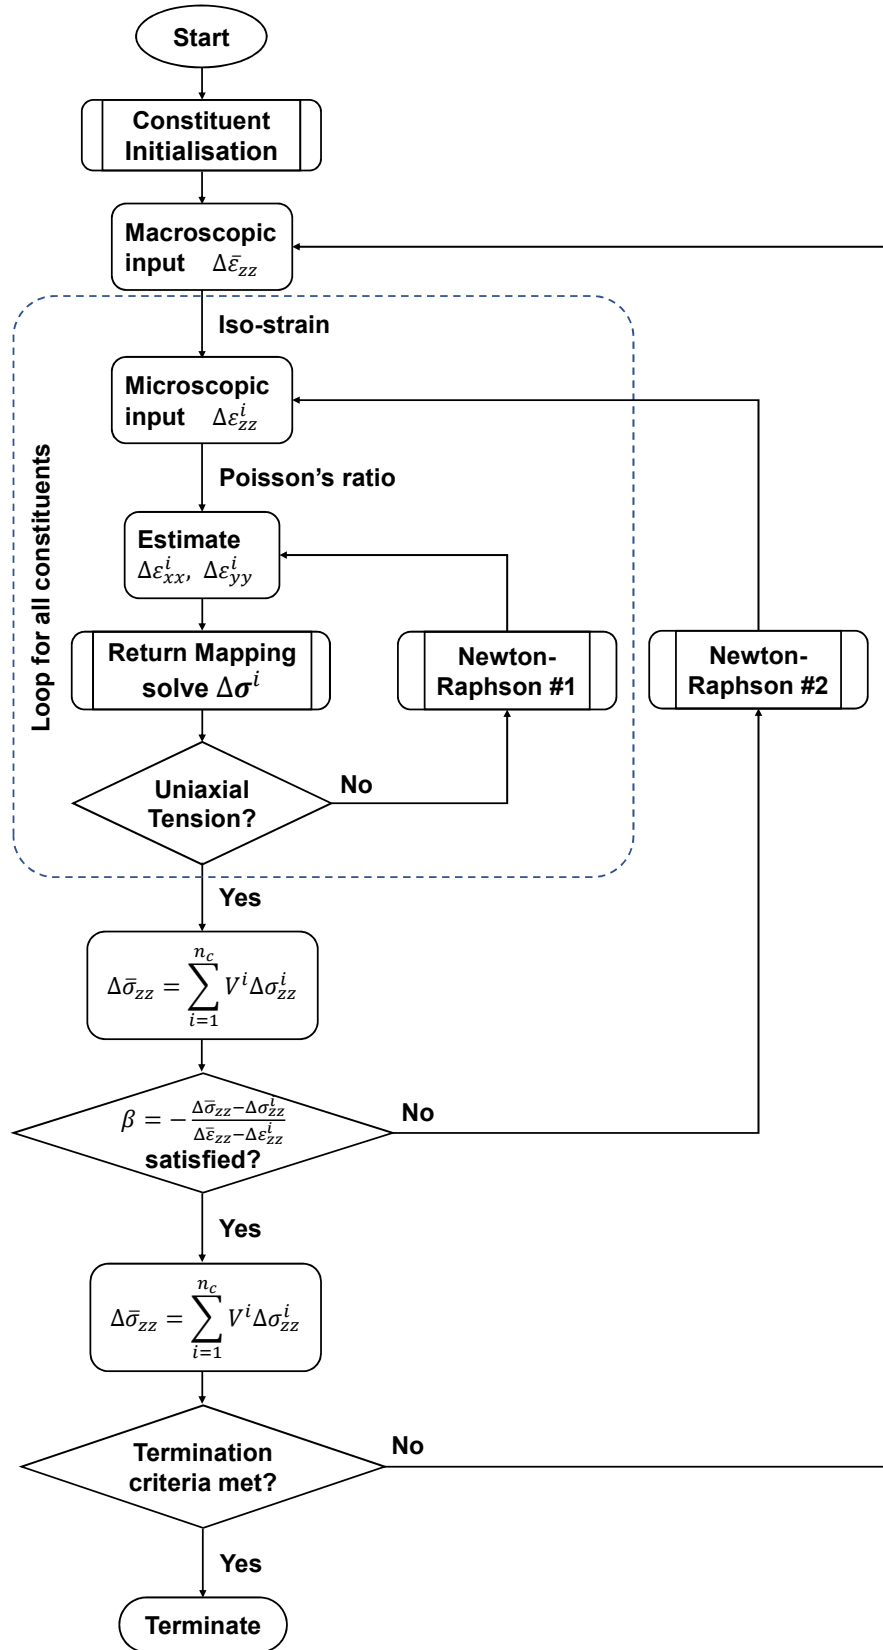 Start
Constituent
Initialisation
Macroscopic
input Δε̄_zz
Iso-strain
Microscopic
input Δε^i_zz
Loop for all constituents
Poisson's ratio
Estimate
Δε^i_xx, Δε^i_yy
Return Mapping
solve Δσ^i
Newton-
Raphson #1
Newton-
Raphson #2
Uniaxial
Tension?
No
Yes
Δσ̄_zz = ∑_{i=1}^{n_c} V^i Δσ^i_zz
β = − (Δσ̄_zz−Δσ^i_zz)/(Δε̄_zz−Δε^i_zz)
satisfied?
No
Yes
Δσ̄_zz = ∑_{i=1}^{n_c} V^i Δσ^i_zz
Termination
criteria met?
No
Yes
Terminate